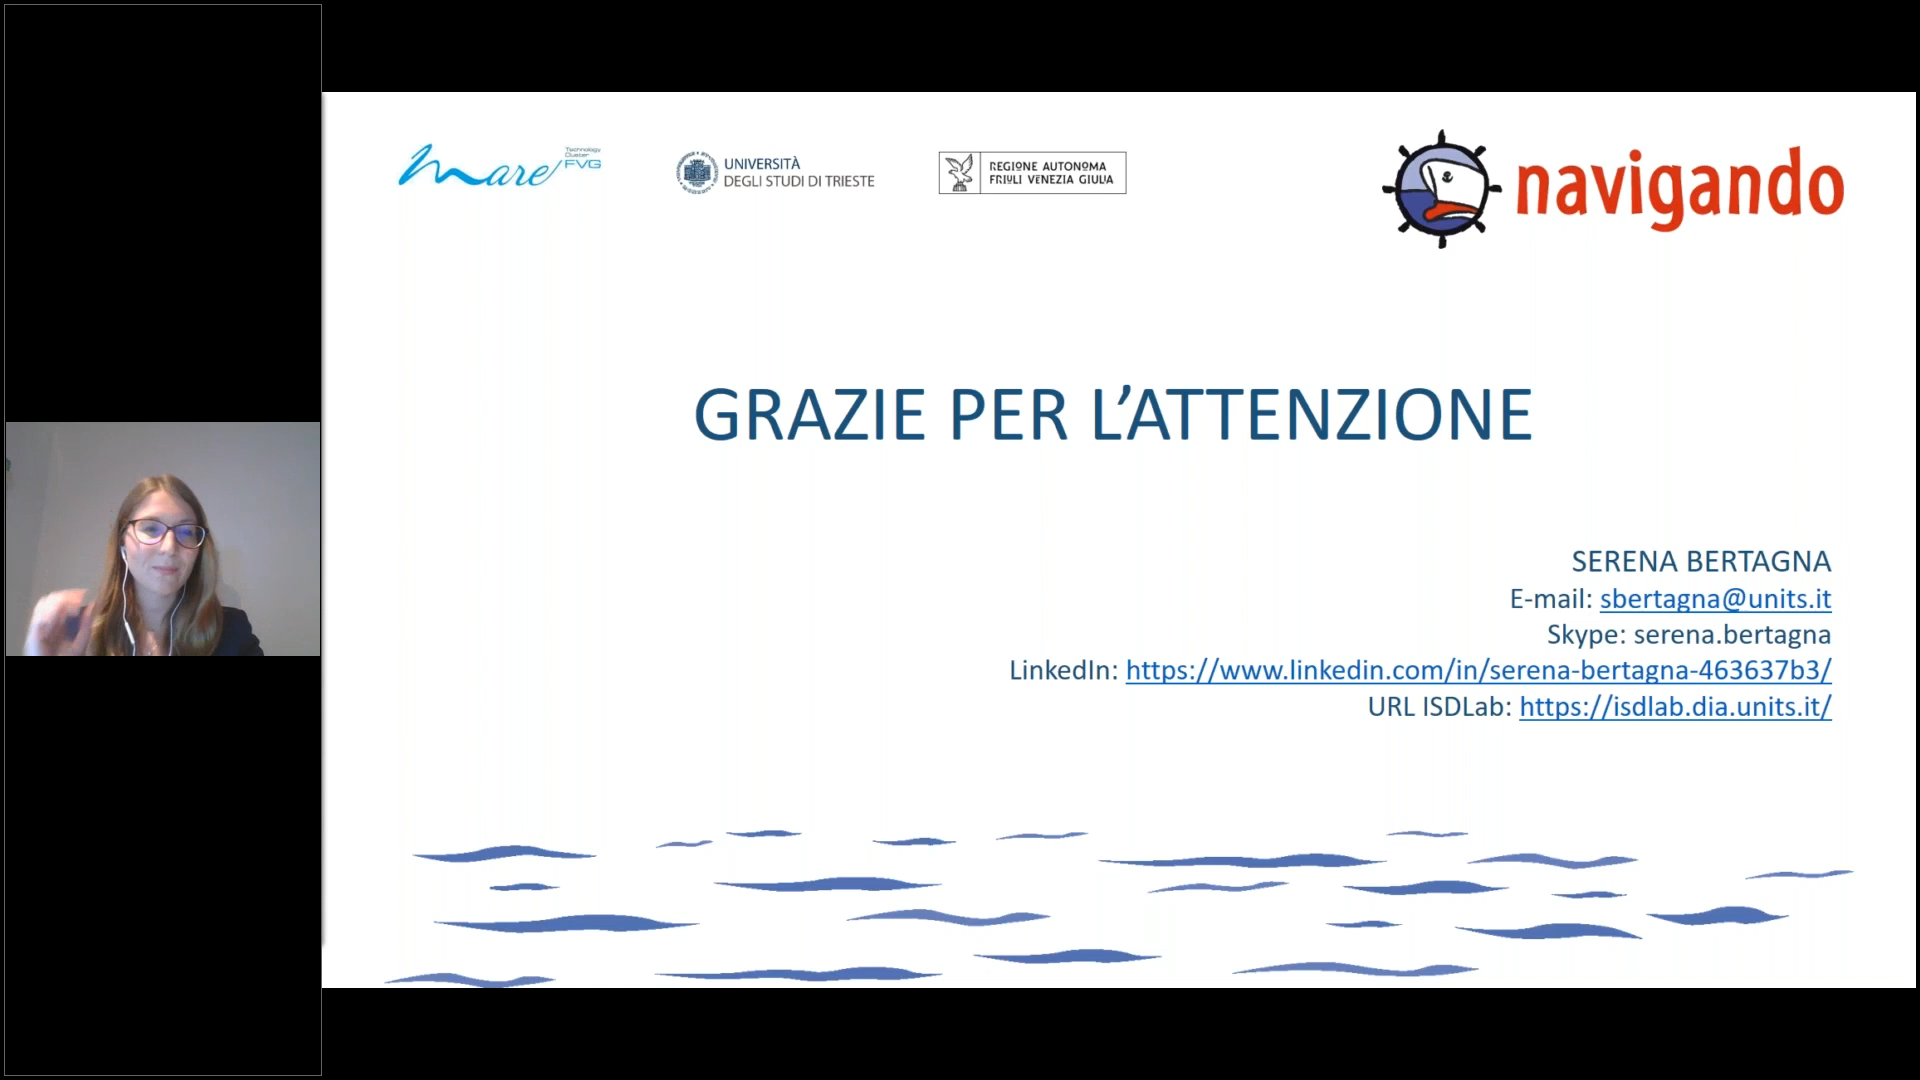 mare
Technology
Cluster
FVG
UNIVERSITÀ
DEGLI STUDI DI TRIESTE
REGIONE AUTONOMA
FRIULI VENEZIA GIULIA
navigando
GRAZIE PER L’ATTENZIONE
SERENA BERTAGNA
E-mail: sbertagna@units.it
Skype: serena.bertagna
LinkedIn: https://www.linkedin.com/in/serena-bertagna-463637b3/
URL ISDLab: https://isdlab.dia.units.it/